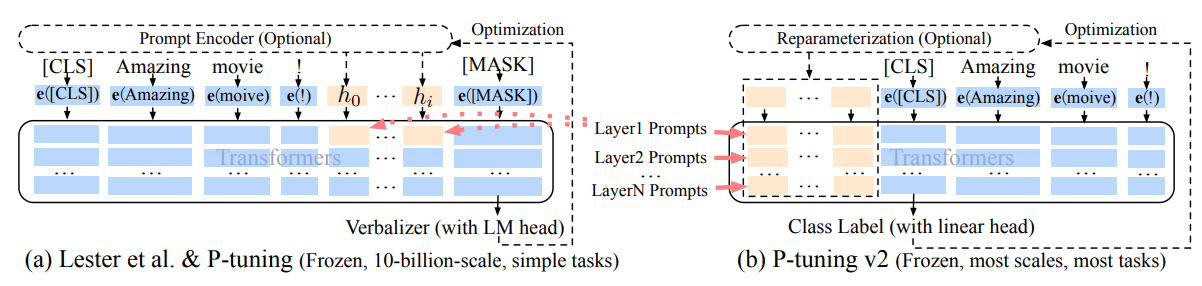 Prompt Encoder (Optional)
Optimization
[CLS] Amazing movie ! [MASK]
e([CLS]) e(Amazing) e(moive) e(!) h0 ... hi e([MASK])
...
Transformers
... ... ... ... ... ... ...
Verbalizer (with LM head)
(a) Lester et al. & P-tuning (Frozen, 10-billion-scale, simple tasks)
Layer1 Prompts
Layer2 Prompts
...
LayerN Prompts
Reparameterization (Optional)
Optimization
[CLS] Amazing movie !
... e([CLS]) e(Amazing) e(moive) e(!)
...
...
Transformers
... ... ... ... ...
Class Label (with linear head)
(b) P-tuning v2 (Frozen, most scales, most tasks)